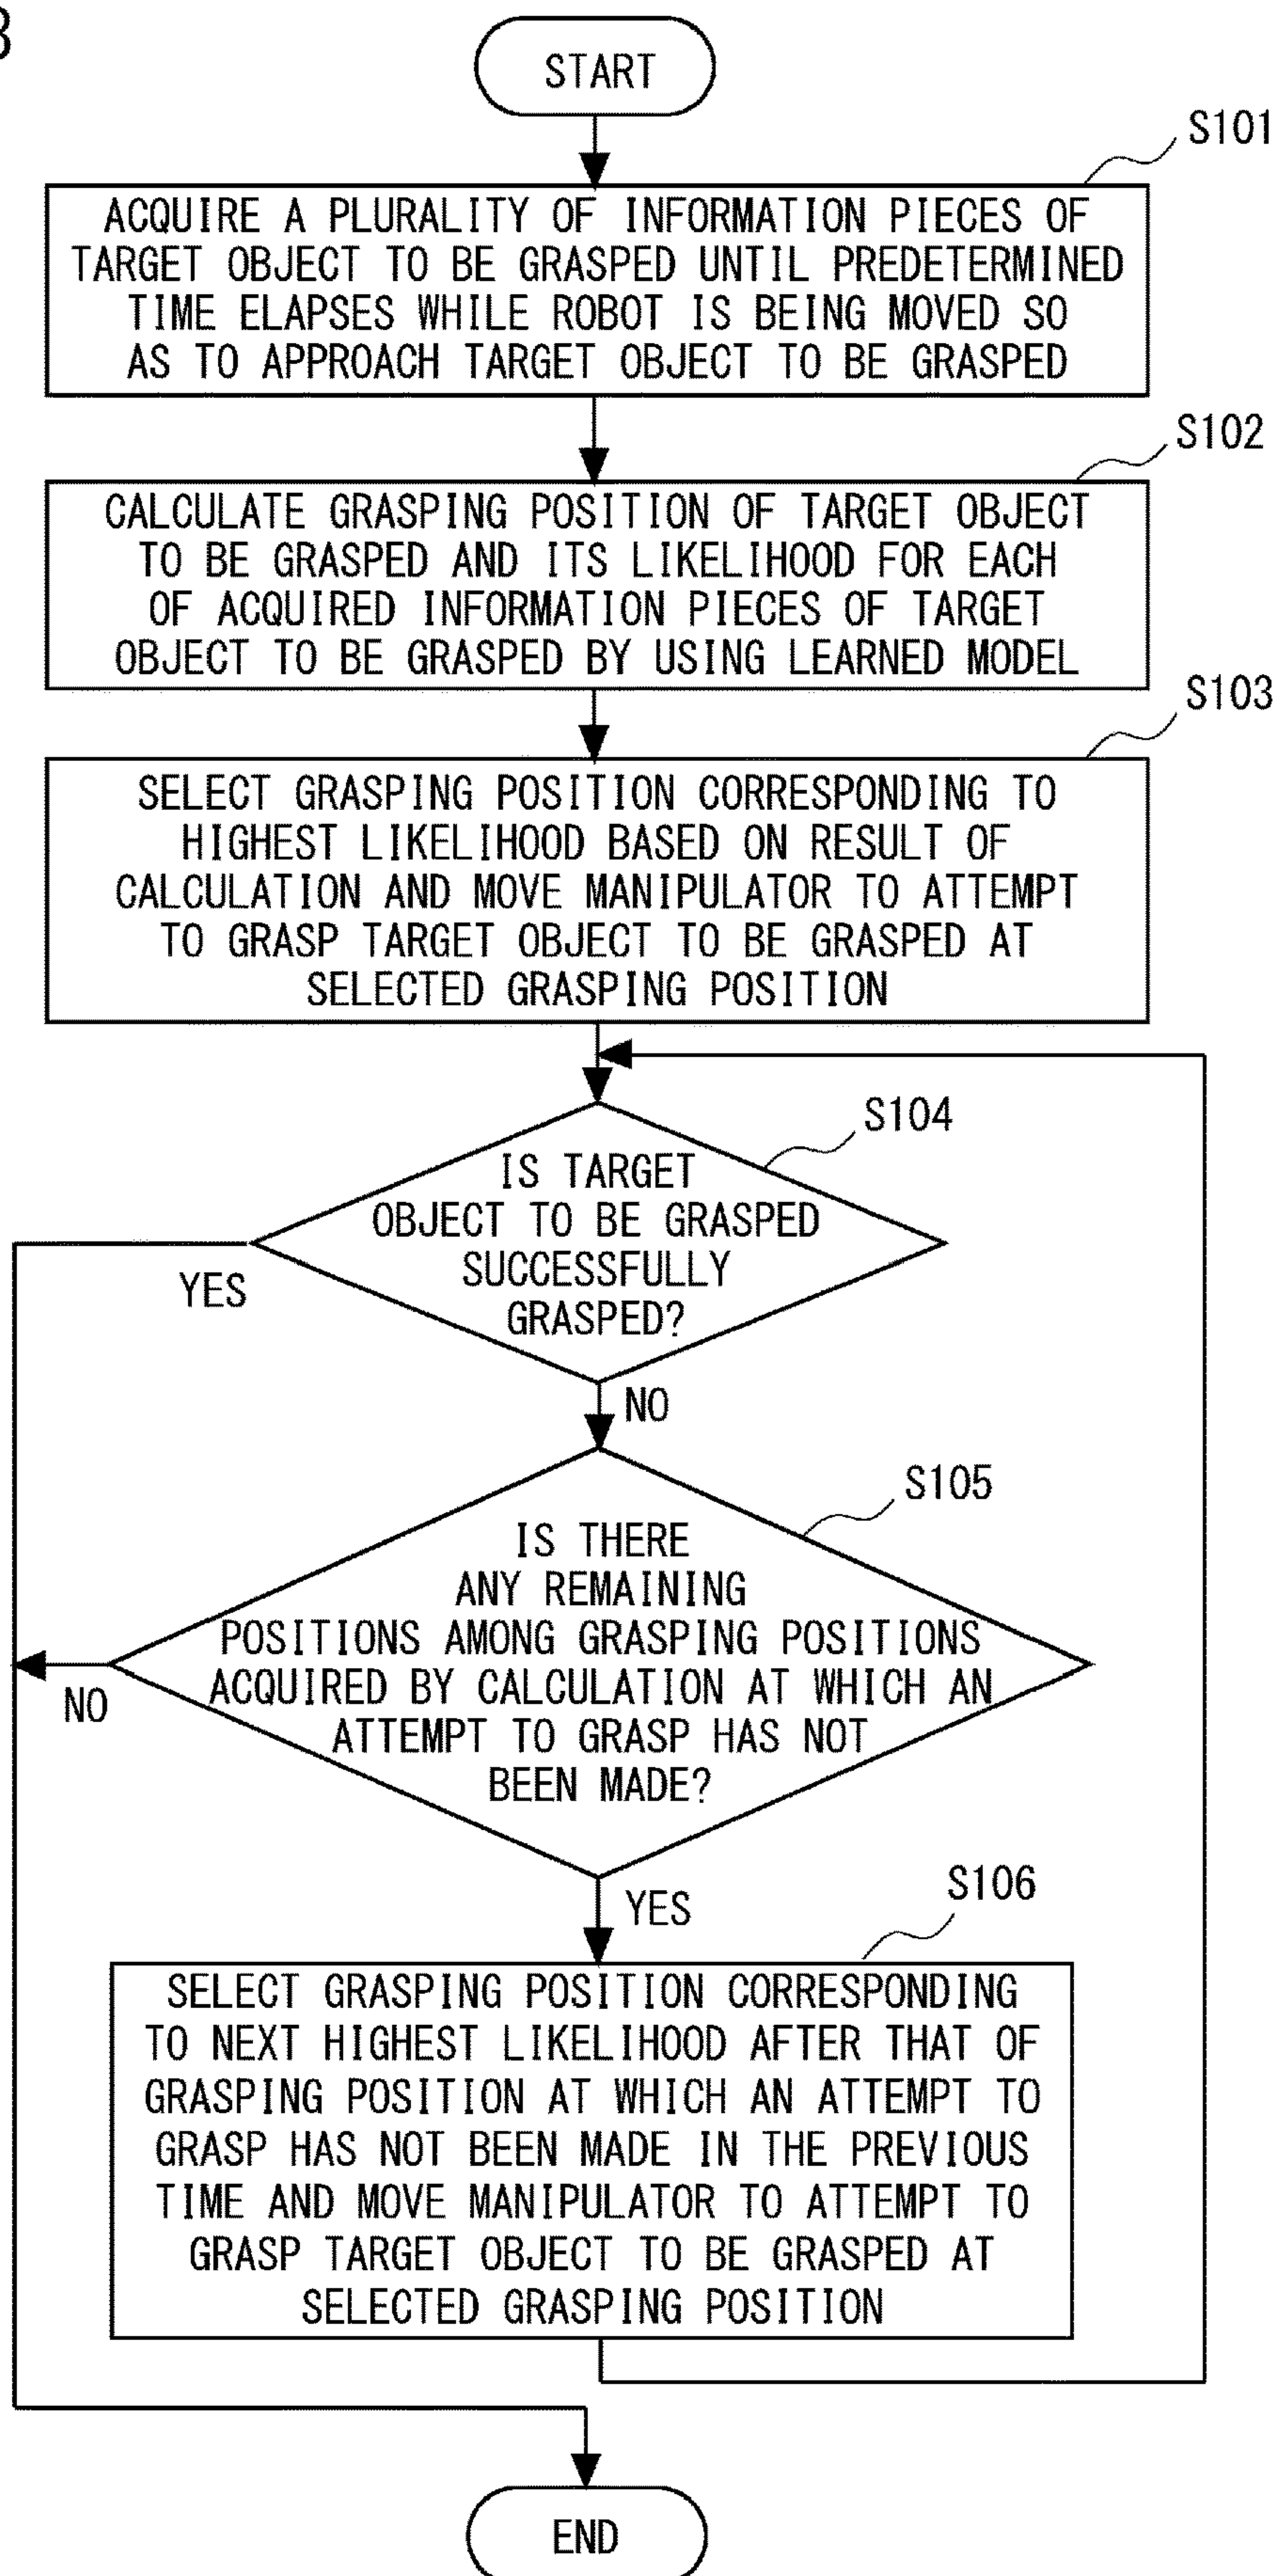 3
START
S101
ACQUIRE A PLURALITY OF INFORMATION PIECES OF
TARGET OBJECT TO BE GRASPED UNTIL PREDETERMINED
TIME ELAPSES WHILE ROBOT IS BEING MOVED SO
AS TO APPROACH TARGET OBJECT TO BE GRASPED
S102
CALCULATE GRASPING POSITION OF TARGET OBJECT
TO BE GRASPED AND ITS LIKELIHOOD FOR EACH
OF ACQUIRED INFORMATION PIECES OF TARGET
OBJECT TO BE GRASPED BY USING LEARNED MODEL
S103
SELECT GRASPING POSITION CORRESPONDING TO
HIGHEST LIKELIHOOD BASED ON RESULT OF
CALCULATION AND MOVE MANIPULATOR TO ATTEMPT
TO GRASP TARGET OBJECT TO BE GRASPED AT
SELECTED GRASPING POSITION
S104
IS TARGET
OBJECT TO BE GRASPED
SUCCESSFULLY
GRASPED?
YES
NO
S105
IS THERE
ANY REMAINING
POSITIONS AMONG GRASPING POSITIONS
ACQUIRED BY CALCULATION AT WHICH AN
ATTEMPT TO GRASP HAS NOT
BEEN MADE?
NO
YES
S106
SELECT GRASPING POSITION CORRESPONDING
TO NEXT HIGHEST LIKELIHOOD AFTER THAT OF
GRASPING POSITION AT WHICH AN ATTEMPT TO
GRASP HAS NOT BEEN MADE IN THE PREVIOUS
TIME AND MOVE MANIPULATOR TO ATTEMPT TO
GRASP TARGET OBJECT TO BE GRASPED AT
SELECTED GRASPING POSITION
END